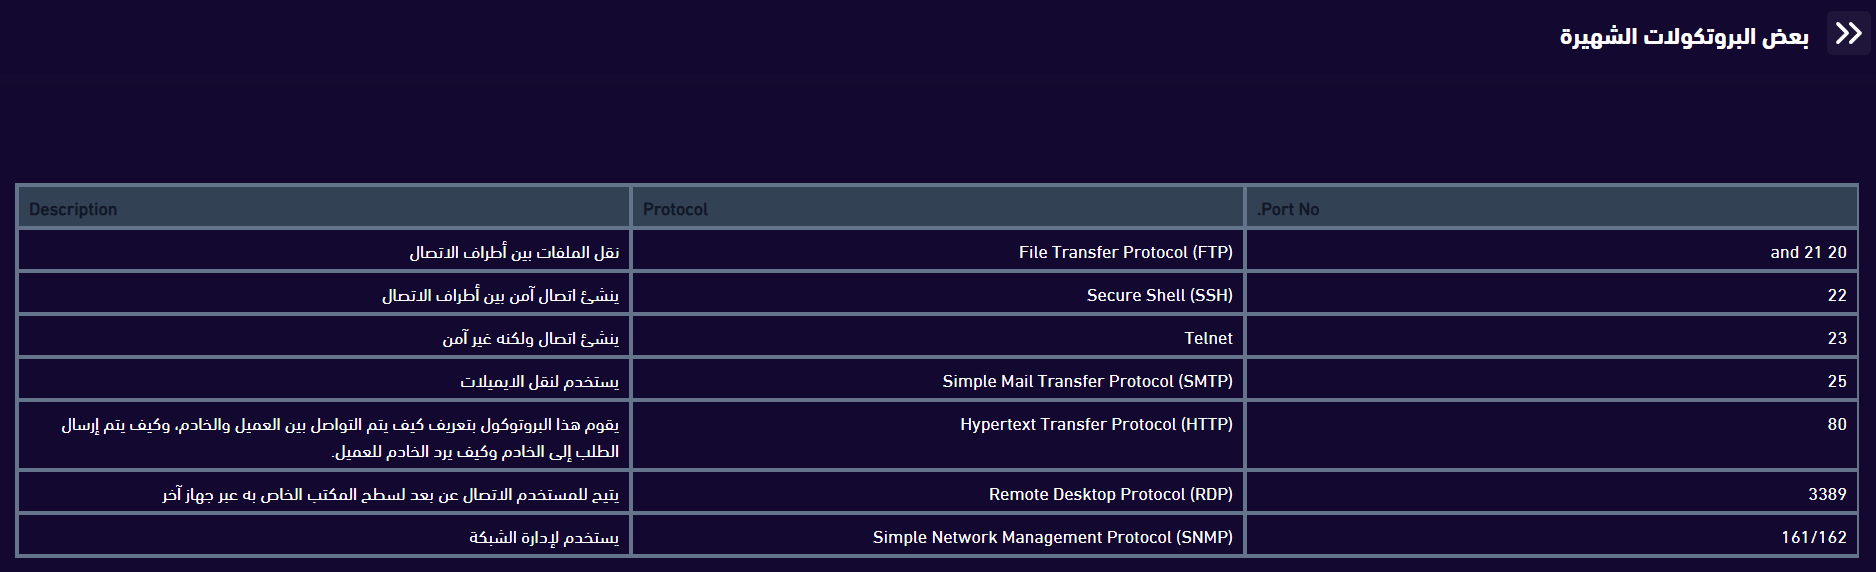 بعض البروتكولات الشهيرة
Port No.
Protocol
Description
20 and 21
File Transfer Protocol (FTP)
نقل الملفات بين أطراف الاتصال
22
Secure Shell (SSH)
ينشئ اتصال آمن بين أطراف الاتصال
23
Telnet
ينشئ اتصال ولكنه غير آمن
25
Simple Mail Transfer Protocol (SMTP)
يستخدم لنقل الايميلات
80
Hypertext Transfer Protocol (HTTP)
يقوم هذا البروتوكول بتعريف كيف يتم التواصل بين العميل والخادم، وكيف يتم إرسال
الطلب إلى الخادم وكيف يرد الخادم للعميل.
3389
Remote Desktop Protocol (RDP)
يتيح للمستخدم الاتصال عن بعد لسطح المكتب الخاص به عبر جهاز آخر
161/162
Simple Network Management Protocol (SNMP)
يستخدم لإدارة الشبكة